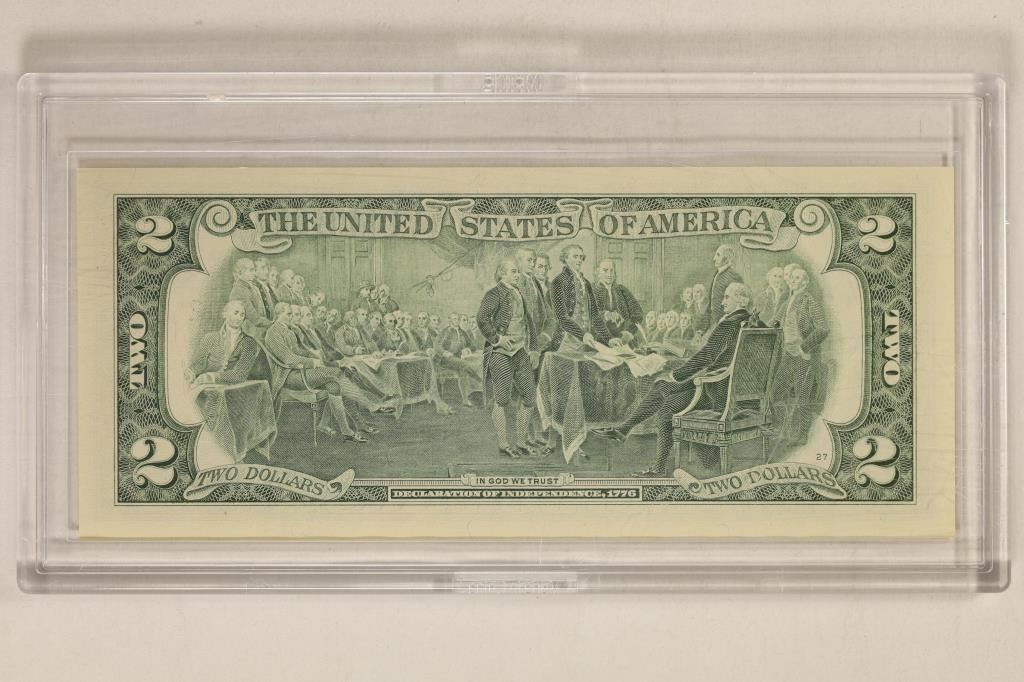 2 THE UNITED STATES OF AMERICA 2
TWO TWO
2 TWO DOLLARS TWO DOLLARS 2
27
IN GOD WE TRUST
DECLARATION OF INDEPENDENCE, 1776